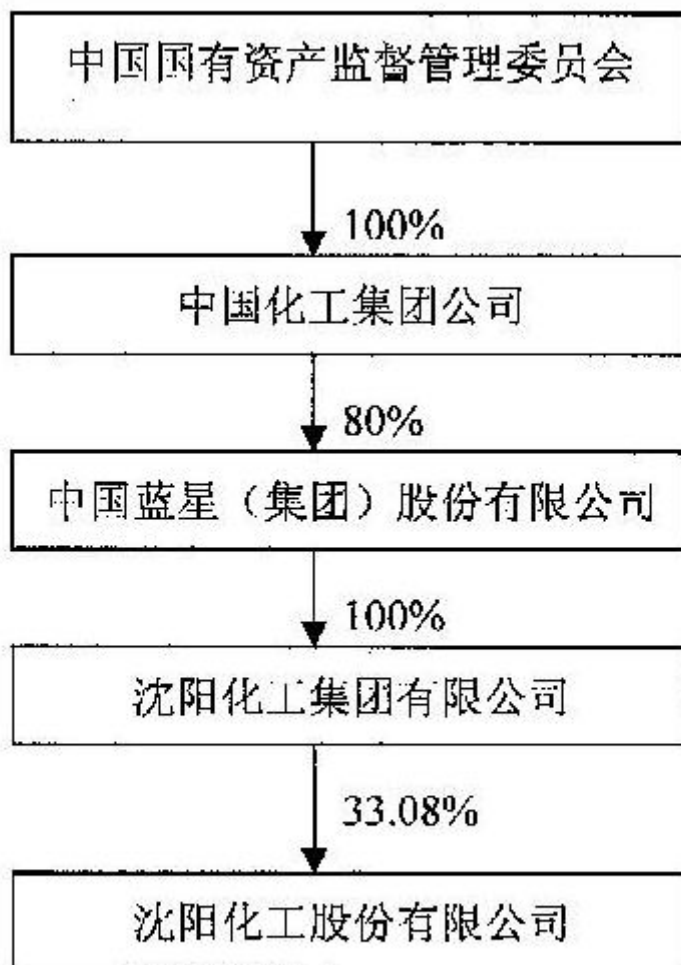 中国国有资产监督管理委员会
100%
中国化工集团公司
80%
中国蓝星（集团）股份有限公司
100%
沈阳化工集团有限公司
33.08%
沈阳化工股份有限公司